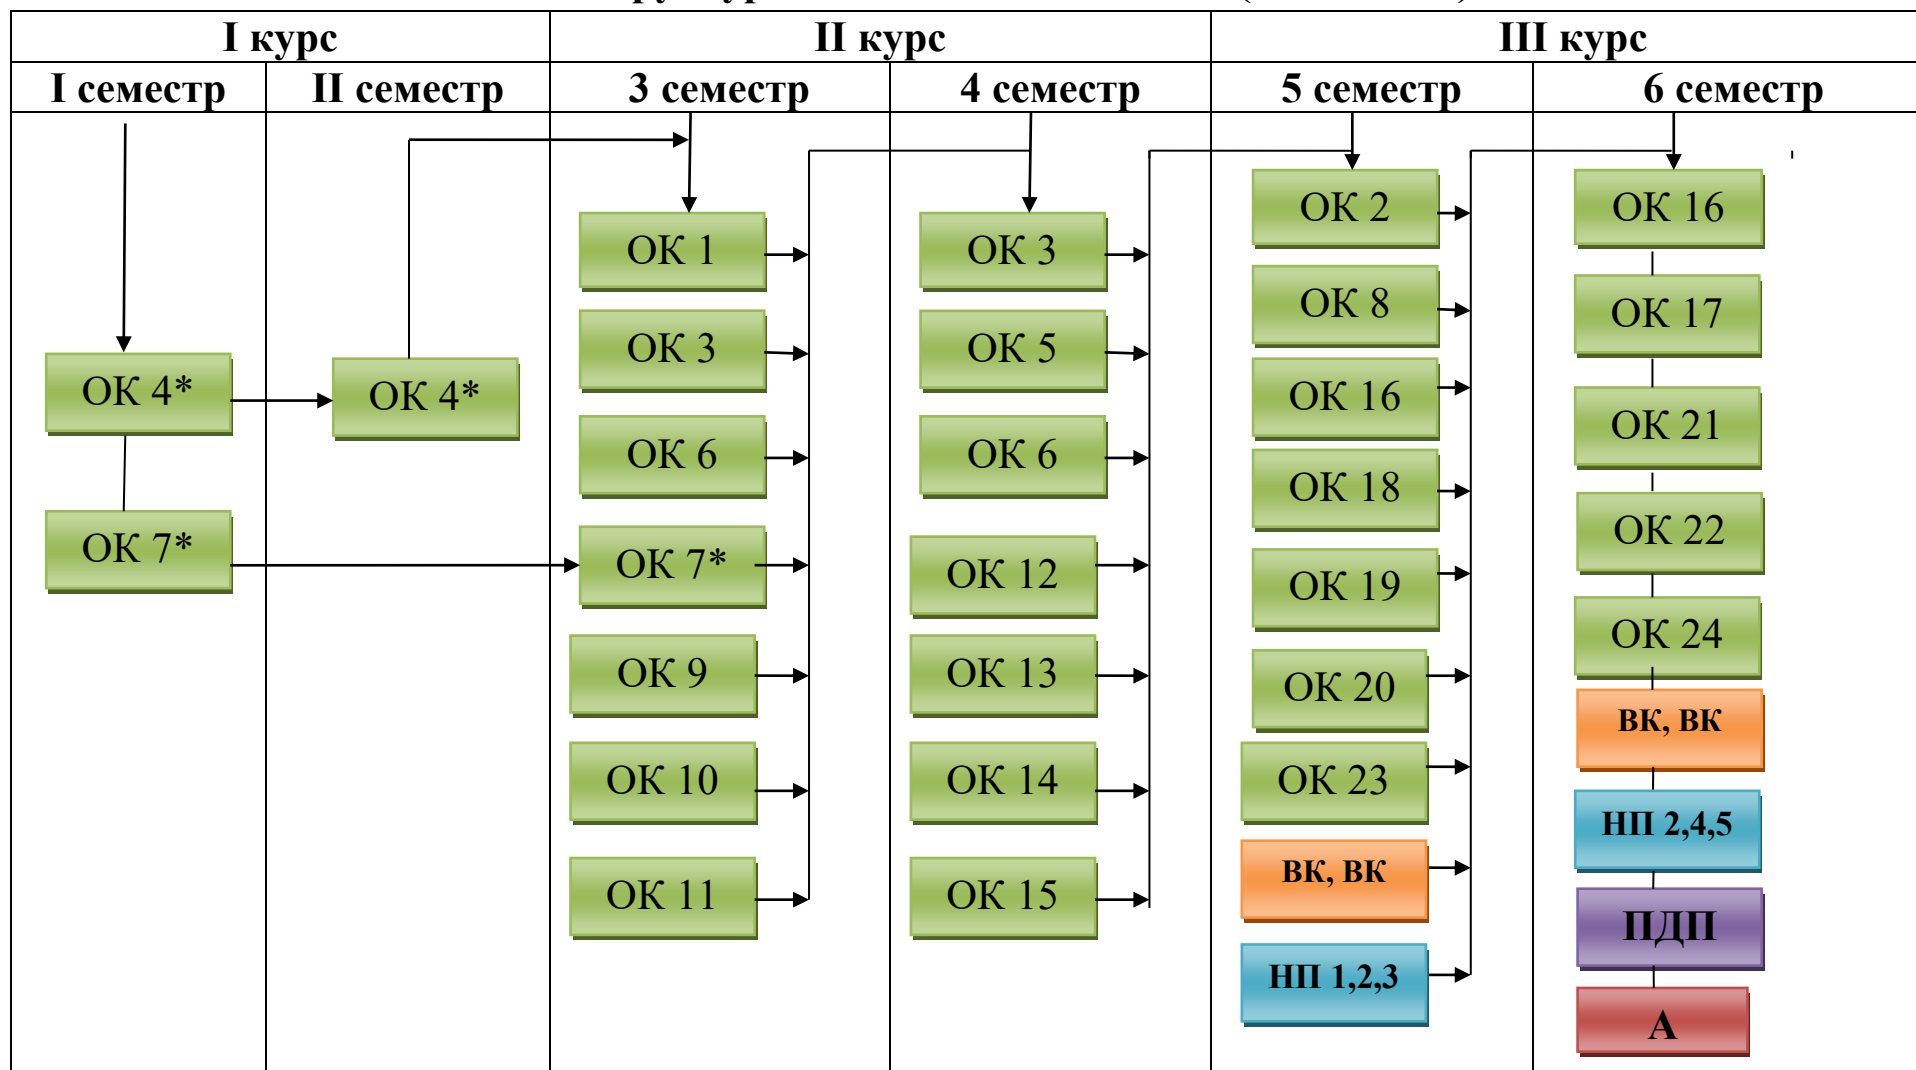 I курс
II курс
III курс
I семестр
II семестр
3 семестр
4 семестр
5 семестр
6 семестр
ОК 4*
ОК 7*
ОК 4*
ОК 1
ОК 3
ОК 6
ОК 7*
ОК 9
ОК 10
ОК 11
ОК 3
ОК 5
ОК 6
ОК 12
ОК 13
ОК 14
ОК 15
ОК 2
ОК 8
ОК 16
ОК 18
ОК 19
ОК 20
ОК 23
ВК, ВК
НП 1,2,3
ОК 16
ОК 17
ОК 21
ОК 22
ОК 24
ВК, ВК
НП 2,4,5
ПДП
А